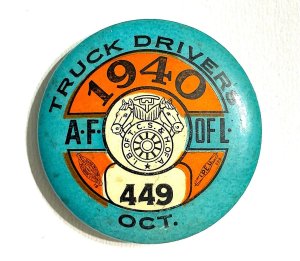 TRUCK DRIVERS
1940
A.F. OF L.
449
OCT.